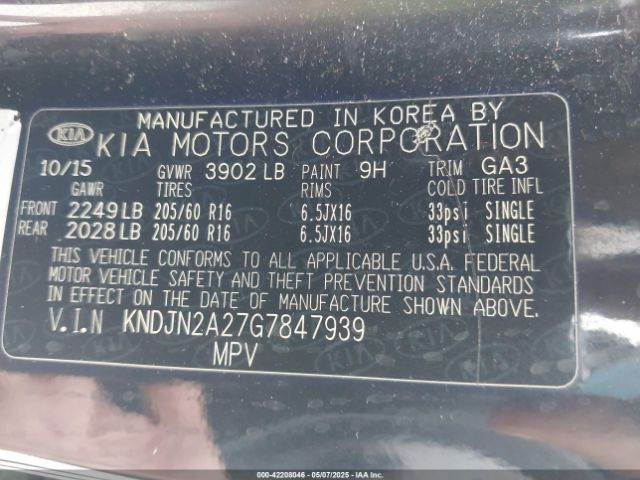 MANUFACTURED IN KOREA BY
KIA KIA MOTORS CORPORATION
10/15 GVWR 3902 LB PAINT 9H TRIM GA3
GAWR TIRES RIMS COLD TIRE INFL
FRONT 2249 LB 205/60 R16 6.5JX16 33psi SINGLE
REAR 2028 LB 205/60 R16 6.5JX16 33psi SINGLE
THIS VEHICLE CONFORMS TO ALL APPLICABLE U.S.A. FEDERAL
MOTOR VEHICLE SAFETY AND THEFT PREVENTION STANDARDS
IN EFFECT ON THE DATE OF MANUFACTURE SHOWN ABOVE.
V.I.N KNDJN2A27G7847939
MPV
000-42208046 - 05/07/2025 - IAA Inc.